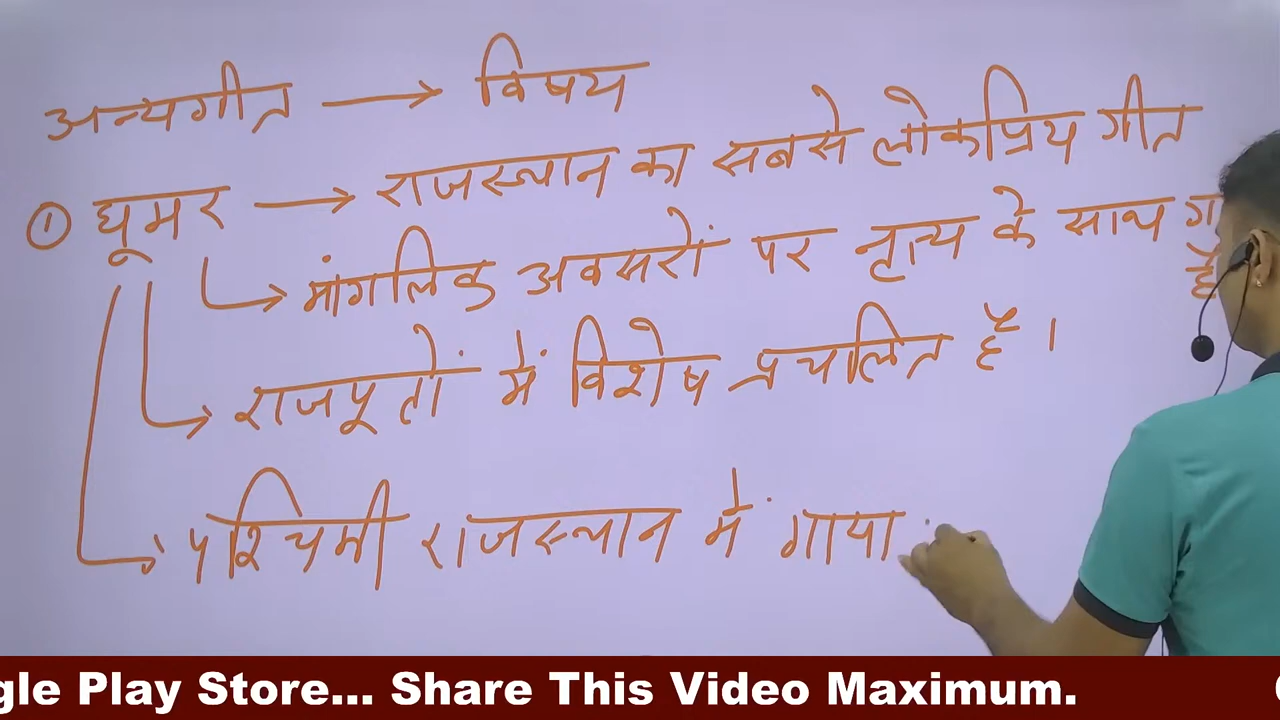 अन्यगीत → विषय
① घूमर → राजस्थान का सबसे लोकप्रिय गीत
→ मांगलिक अवसरों पर नृत्य के साथ
है
→ राजपूतों में विशेष प्रचलित है।
→ पश्चिमी राजस्थान में गाया
gle Play Store... Share This Video Maximum.